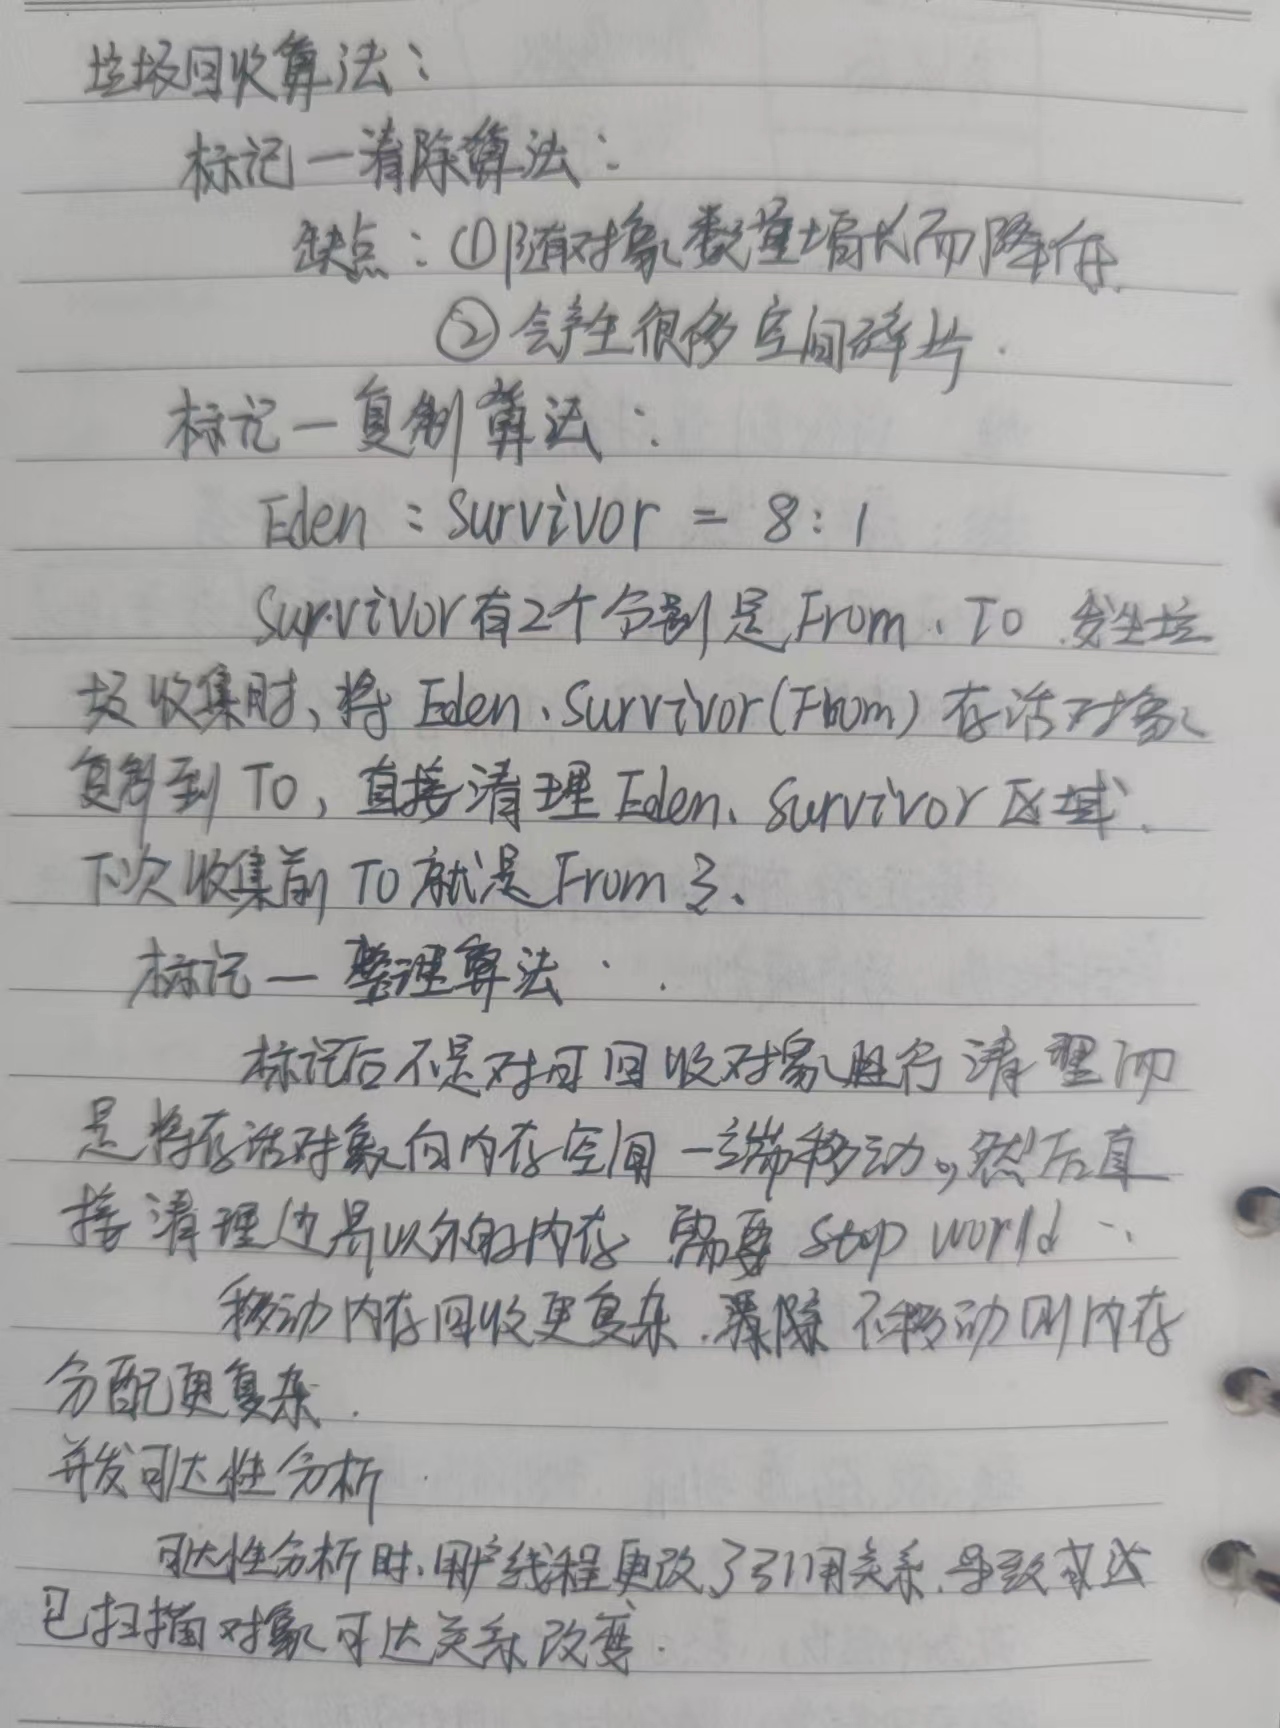 垃圾回收算法：
标记一清除算法：
缺点：①随对象数量增长而降低.
②会产生很多空间碎片.
标记一复制算法：
Eden：Survivor = 8:1
Survivor有2个分别是From、To 发生垃
圾收集时、将Eden、Survivor(From)存活对象
复制到To，直接清理Eden、Survivor区域.
下次收集前To就是From了、
标记一整理算法.
标记后不是对可回收对象进行清理而
是将存活对象向内存空间一端移动，然后直
接清理边界以外的内存 需要 Stop world
移动内存回收更复杂. 不移动则内存
分配更复杂.
并发可达性分析
可达性分析时、用户线程更改了引用关系、导致
已扫描对象可达关系改变.